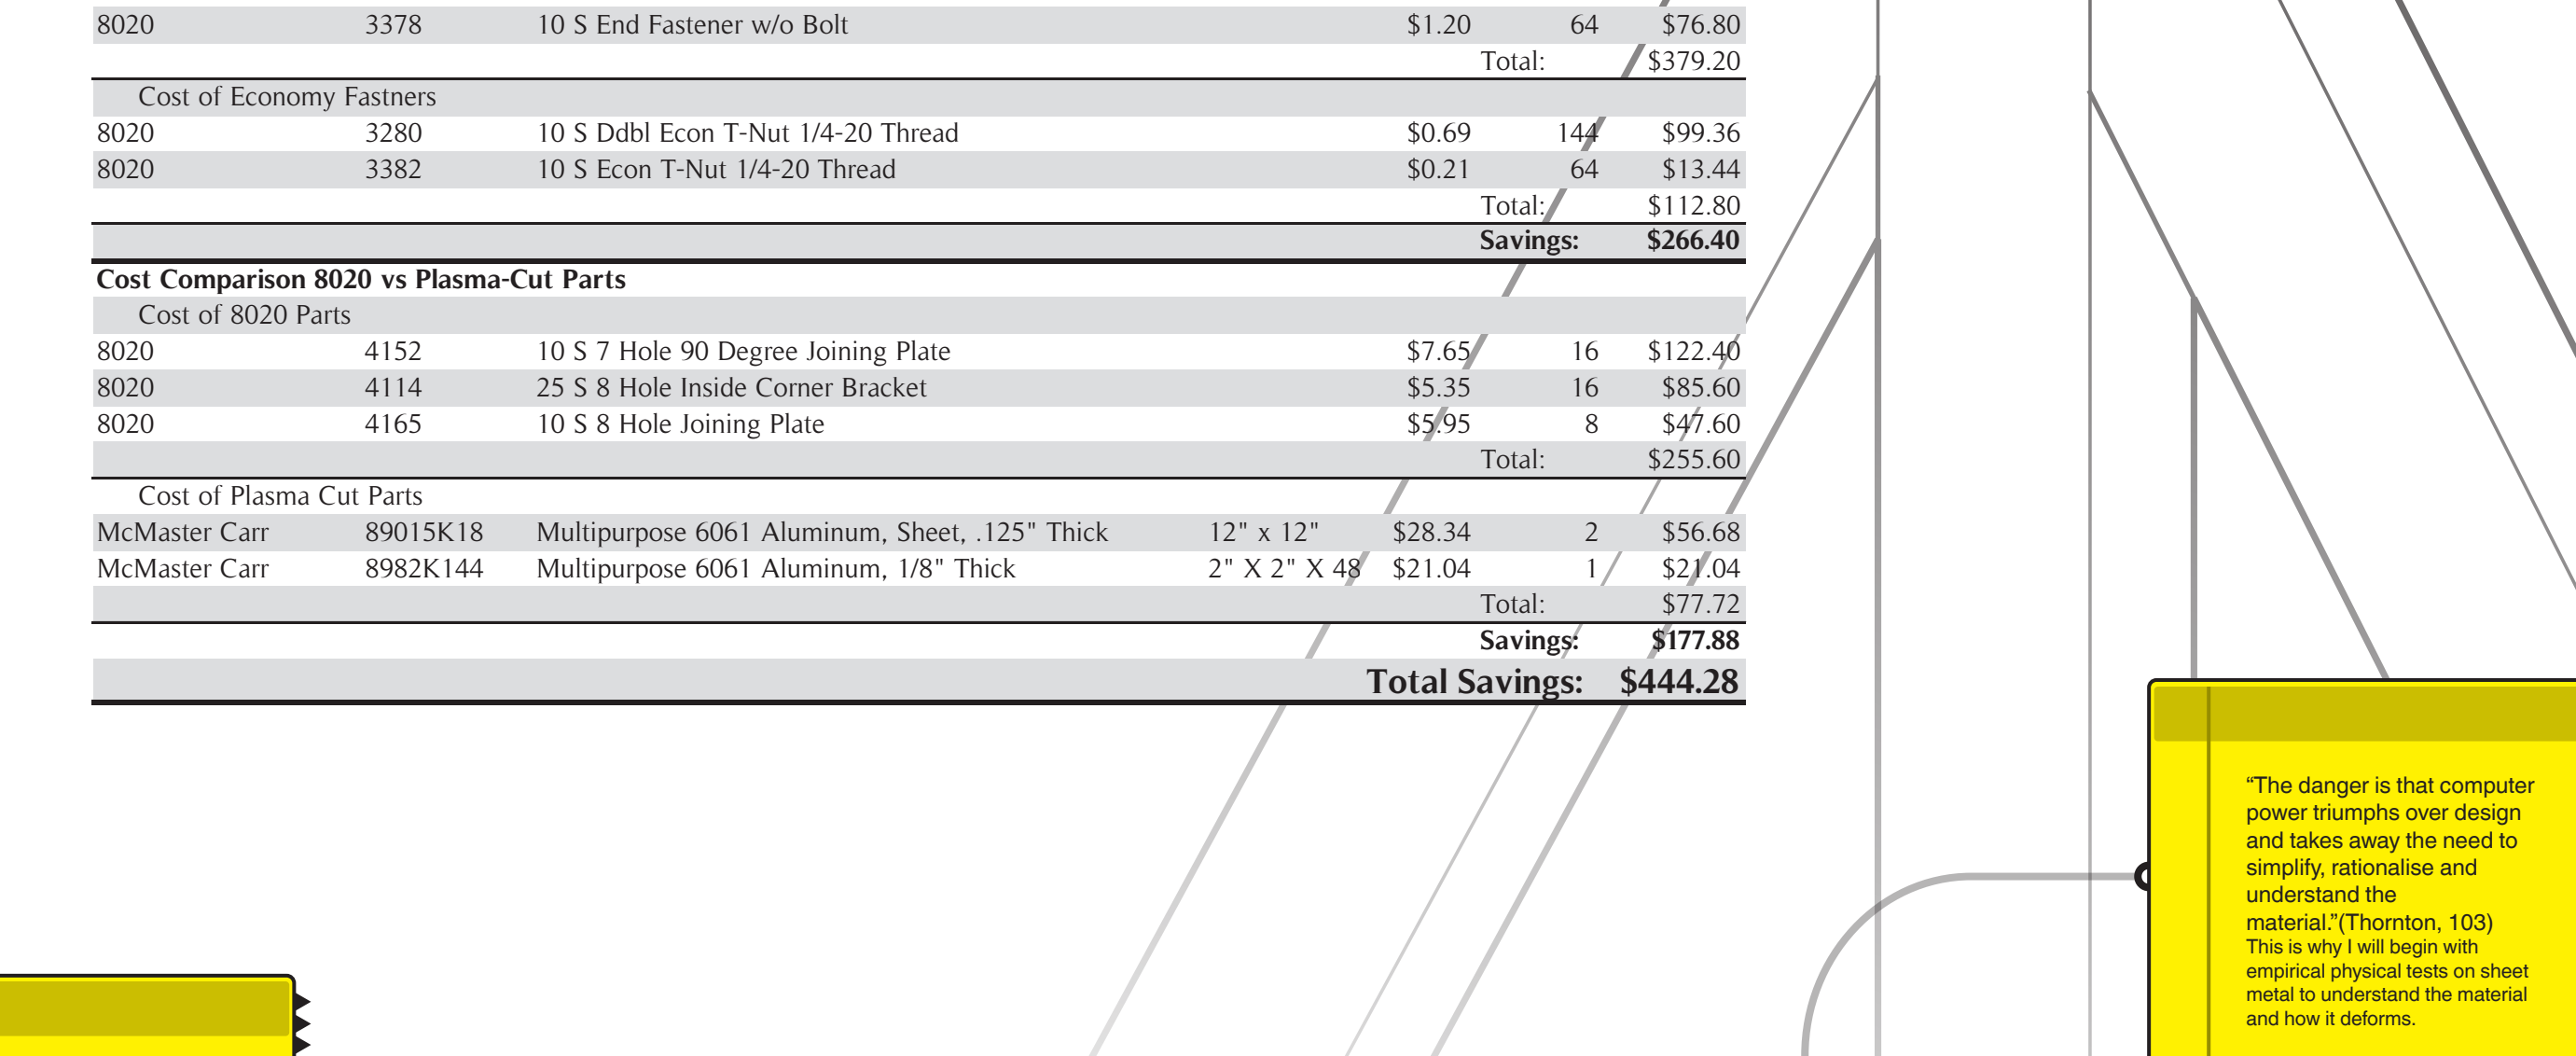 8020 3378 10 S End Fastener w/o Bolt $1.20 64 $76.80
Total: $379.20
Cost of Economy Fastners
8020 3280 10 S Ddbl Econ T-Nut 1/4-20 Thread $0.69 144 $99.36
8020 3382 10 S Econ T-Nut 1/4-20 Thread $0.21 64 $13.44
Total: $112.80
Savings: $266.40
Cost Comparison 8020 vs Plasma-Cut Parts
Cost of 8020 Parts
8020 4152 10 S 7 Hole 90 Degree Joining Plate $7.65 16 $122.40
8020 4114 25 S 8 Hole Inside Corner Bracket $5.35 16 $85.60
8020 4165 10 S 8 Hole Joining Plate $5.95 8 $47.60
Total: $255.60
Cost of Plasma Cut Parts
McMaster Carr 89015K18 Multipurpose 6061 Aluminum, Sheet, .125" Thick 12" x 12" $28.34 2 $56.68
McMaster Carr 8982K144 Multipurpose 6061 Aluminum, 1/8" Thick 2" X 2" X 48 $21.04 1 $21.04
Total: $77.72
Savings: $177.88
Total Savings: $444.28
“The danger is that computer
power triumphs over design
and takes away the need to
simplify, rationalise and
understand the
material.”(Thornton, 103)
This is why I will begin with
empirical physical tests on sheet
metal to understand the material
and how it deforms.